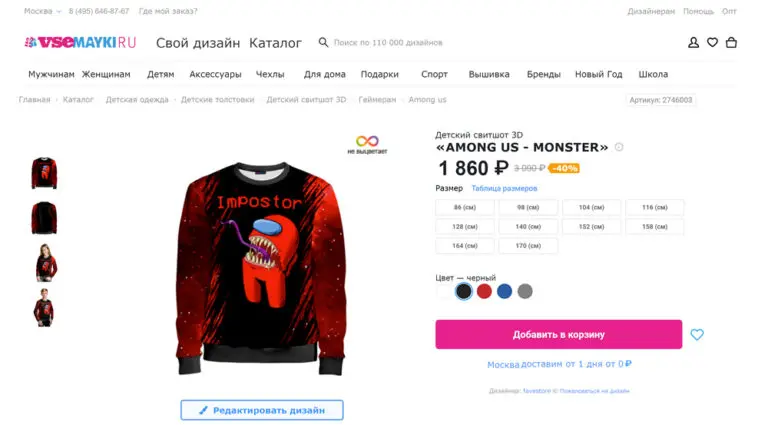 Москва 8 (495) 646-87-67 Где мой заказ? Дизайнерам Помощь Опт
VSEMAYKI RU Свой дизайн Каталог Поиск по 110 000 дизайнов
Мужчинам Женщинам Детям Аксессуары Чехлы Для дома Подарки Спорт Вышивка Бренды Новый Год Школа
Главная · Каталог · Детская одежда · Детские толстовки · Детский свитшот 3D · Геймерам · Among us Артикул: 2746003
не выцветает
Impostor
Редактировать дизайн
Детский свитшот 3D
«AMONG US - MONSTER»
1 860 ₽ 3 090 ₽ -40%
Размер Таблица размеров
86 (см) 98 (см) 104 (см) 116 (см)
128 (см) 140 (см) 152 (см) 158 (см)
164 (см) 170 (см)
Цвет — черный
Добавить в корзину
Москва доставим от 1 дня от 0 ₽
Дизайнер: favestore © Пожаловаться на дизайн